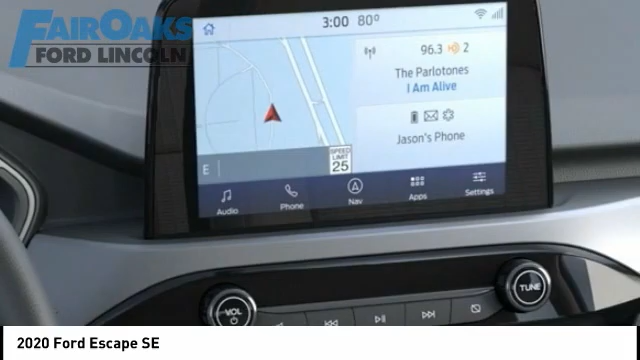 FAIROAKS
FORD LINCOLN
3:00 80°
96.3 2
The Parlotones
I Am Alive
Jason's Phone
E
SPEED
LIMIT
25
Audio
Phone
Nav
Apps
Settings
VOL
TUNE
2020 Ford Escape SE